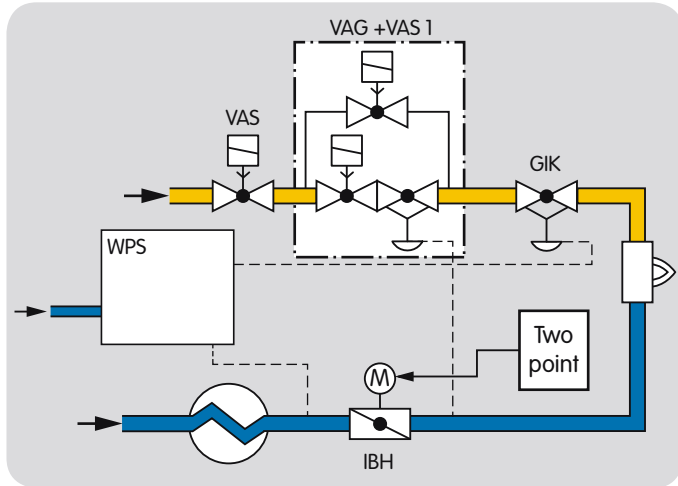 VAG +VAS 1
VAS
GIK
WPS
Two
point
M
IBH